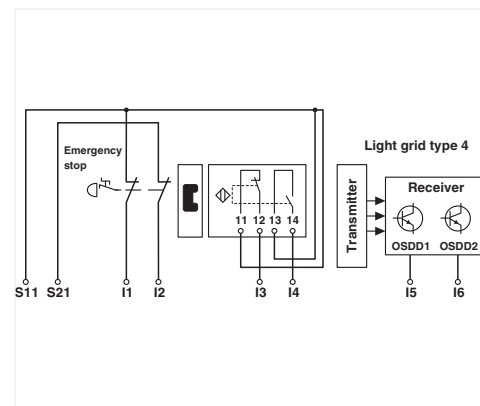 Emergency
stop
Light grid type 4
Transmitter
Receiver
11 12 13 14
OSDD1 OSDD2
S11 S21 I1 I2 I3 I4 I5 I6